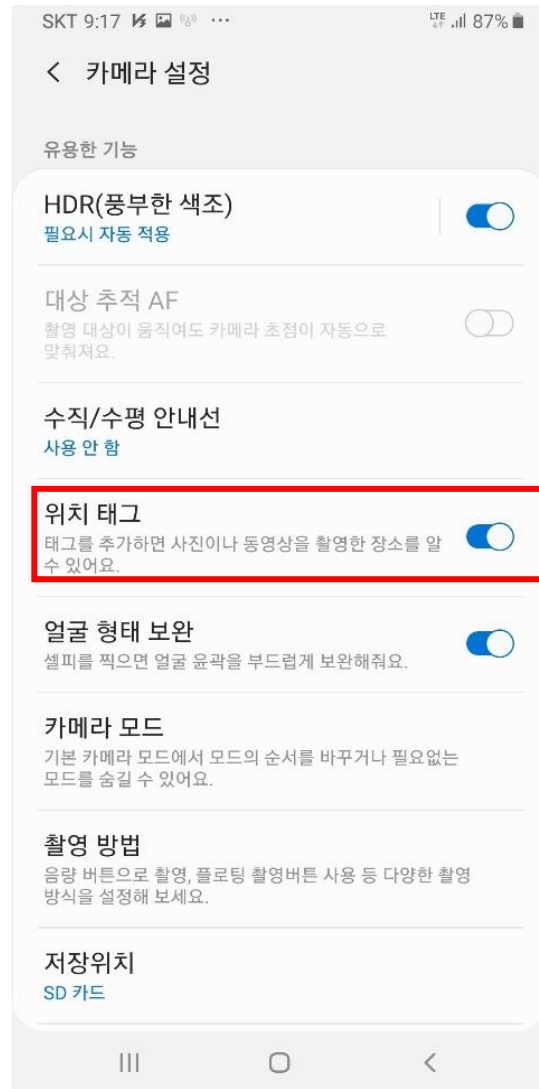 SKT 9:17
LTE 87%
카메라 설정
유용한 기능
HDR(풍부한 색조)
필요시 자동 적용
대상 추적 AF
촬영 대상이 움직여도 카메라 초점이 자동으로
맞춰져요.
수직/수평 안내선
사용 안 함
위치 태그
태그를 추가하면 사진이나 동영상을 촬영한 장소를 알
수 있어요.
얼굴 형태 보완
셀피를 찍으면 얼굴 윤곽을 부드럽게 보완해줘요.
카메라 모드
기본 카메라 모드에서 모드의 순서를 바꾸거나 필요없는
모드를 숨길 수 있어요.
촬영 방법
음량 버튼으로 촬영, 플로팅 촬영버튼 사용 등 다양한 촬영
방식을 설정해 보세요.
저장위치
SD 카드